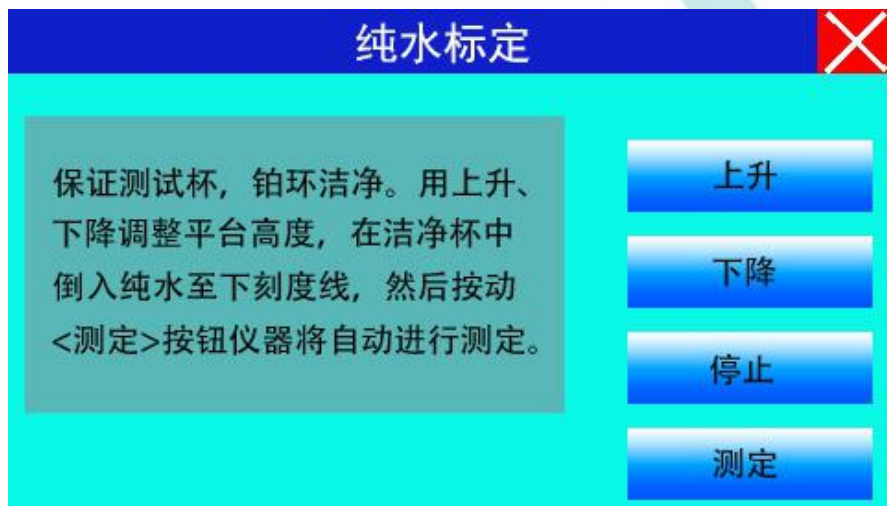 纯水标定
保证测试杯，铂环洁净。用上升、
下降调整平台高度，在洁净杯中
倒入纯水至下刻度线，然后按动
<测定>按钮仪器将自动进行测定。
上升
下降
停止
测定